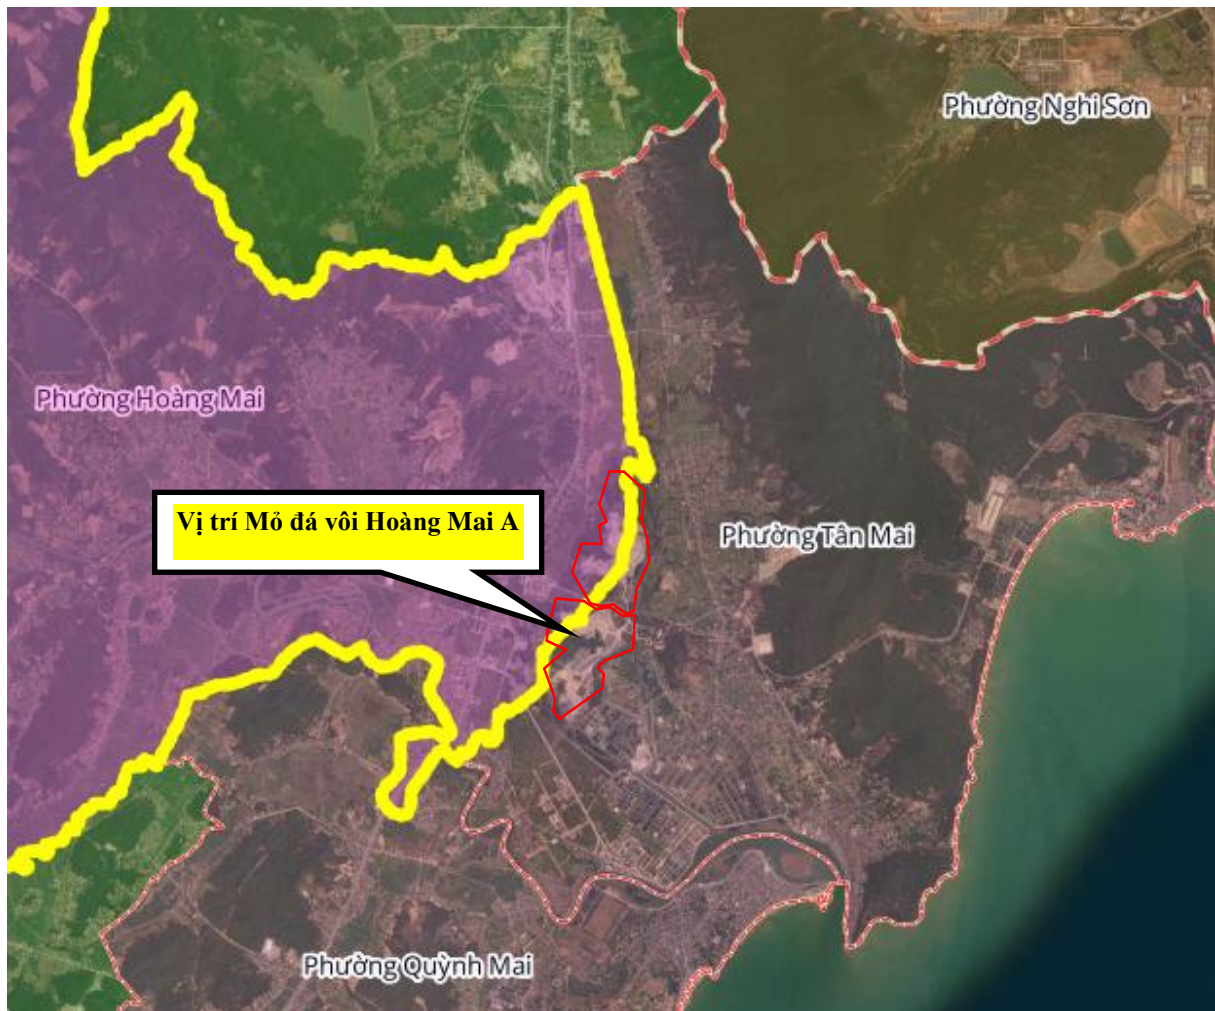 Phường Nghi Sơn
Phường Hoàng Mai
Vị trí Mỏ đá vôi Hoàng Mai A
Phường Tân Mai
Phường Quỳnh Mai